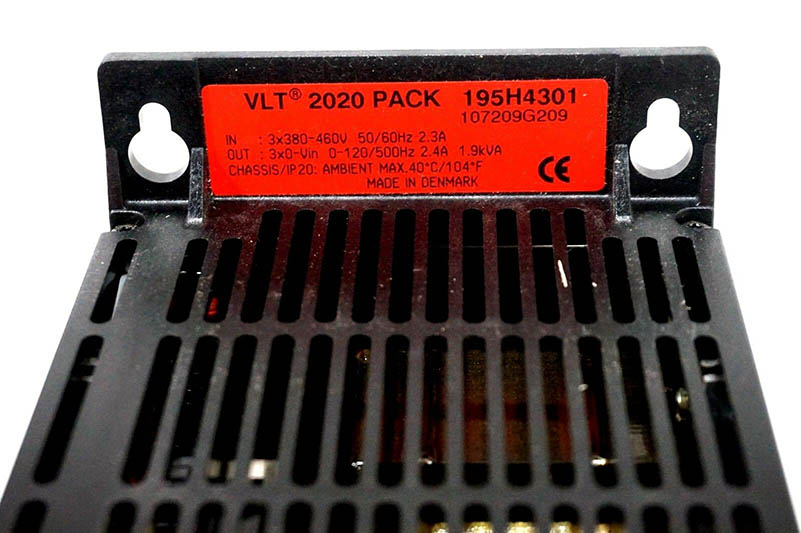 VLT® 2020 PACK 195H4301
107209G209
IN : 3x380-460V 50/60Hz 2.3A
OUT : 3x0-Vin 0-120/500Hz 2.4A 1.9kVA
CHASSIS/IP20: AMBIENT MAX.40°C/104°F
MADE IN DENMARK
CE